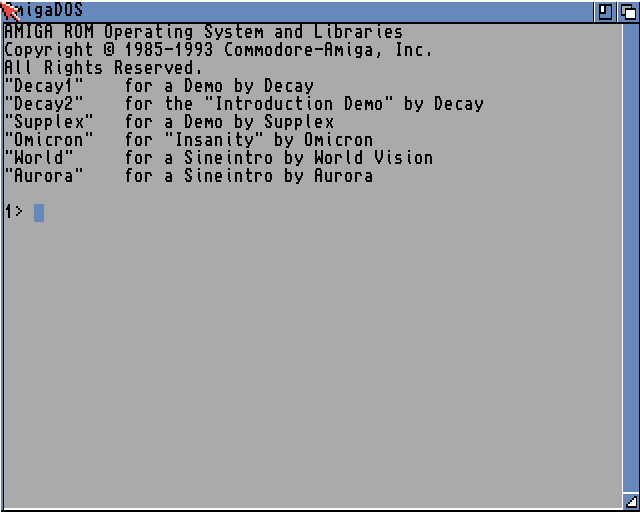 AmigaDOS
AMIGA ROM Operating System and Libraries
Copyright © 1985-1993 Commodore-Amiga, Inc.
All Rights Reserved.
"Decay1" for a Demo by Decay
"Decay2" for the "Introduction Demo" by Decay
"Supplex" for a Demo by Supplex
"Omicron" for "Insanity" by Omicron
"World" for a Sineintro by World Vision
"Aurora" for a Sineintro by Aurora
1>